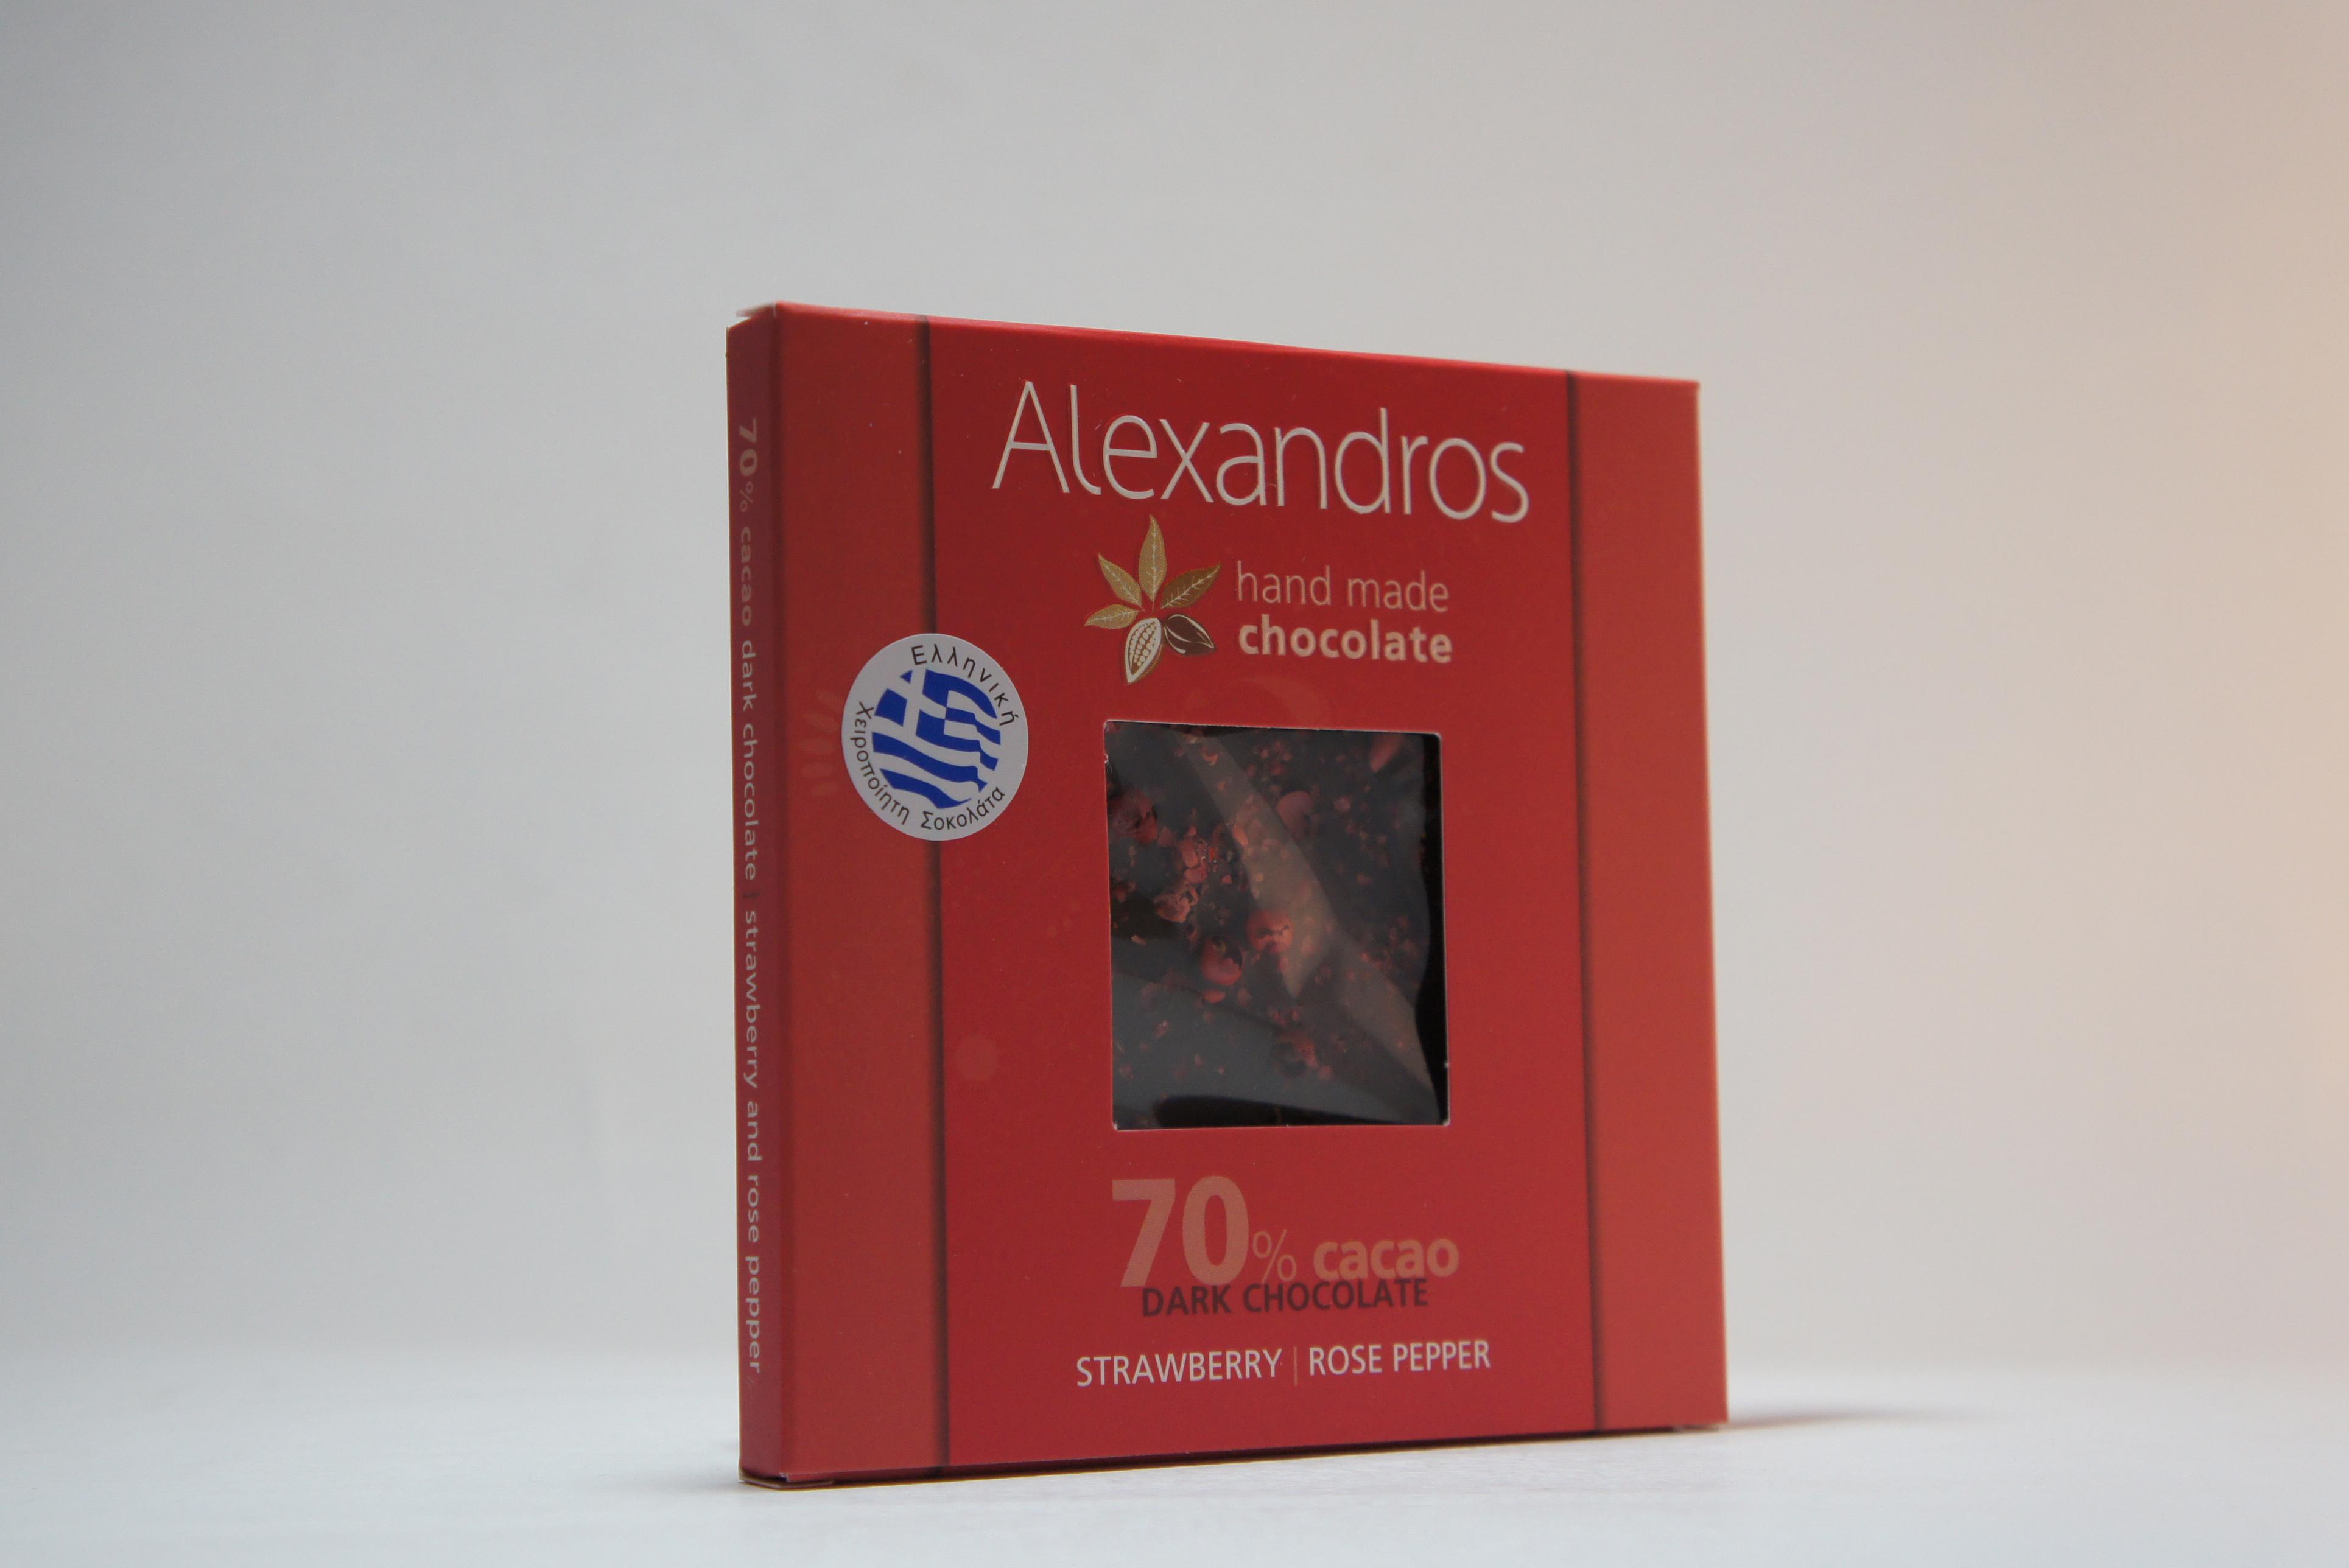 Alexandros
hand made
chocolate
Ελληνική
Χειροποίητη Σοκολάτα
70% cacao
DARK CHOCOLATE
STRAWBERRY | ROSE PEPPER
70% cacao dark chocolate | strawberry and rose pepper